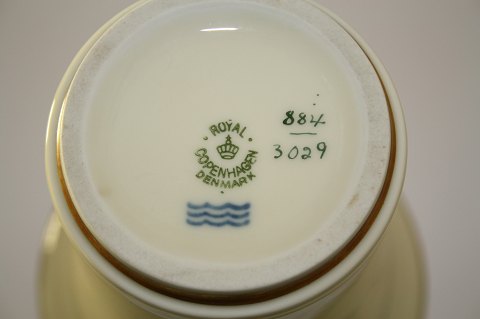 ROYAL
COPENHAGEN
DENMARK
884
3029